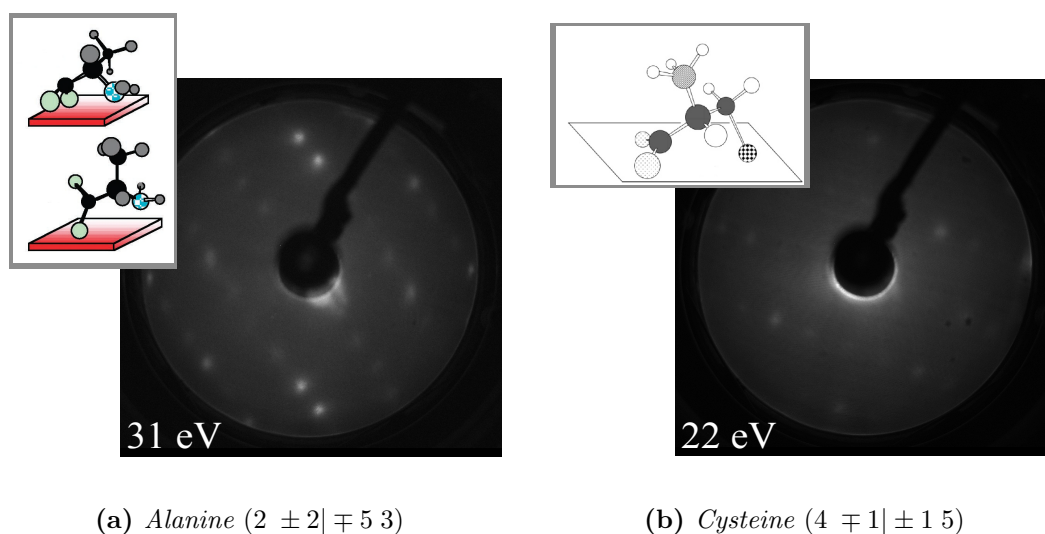 31 eV
22 eV
(a) Alanine (2 ±2| ∓5 3)
(b) Cysteine (4 ∓1| ±1 5)